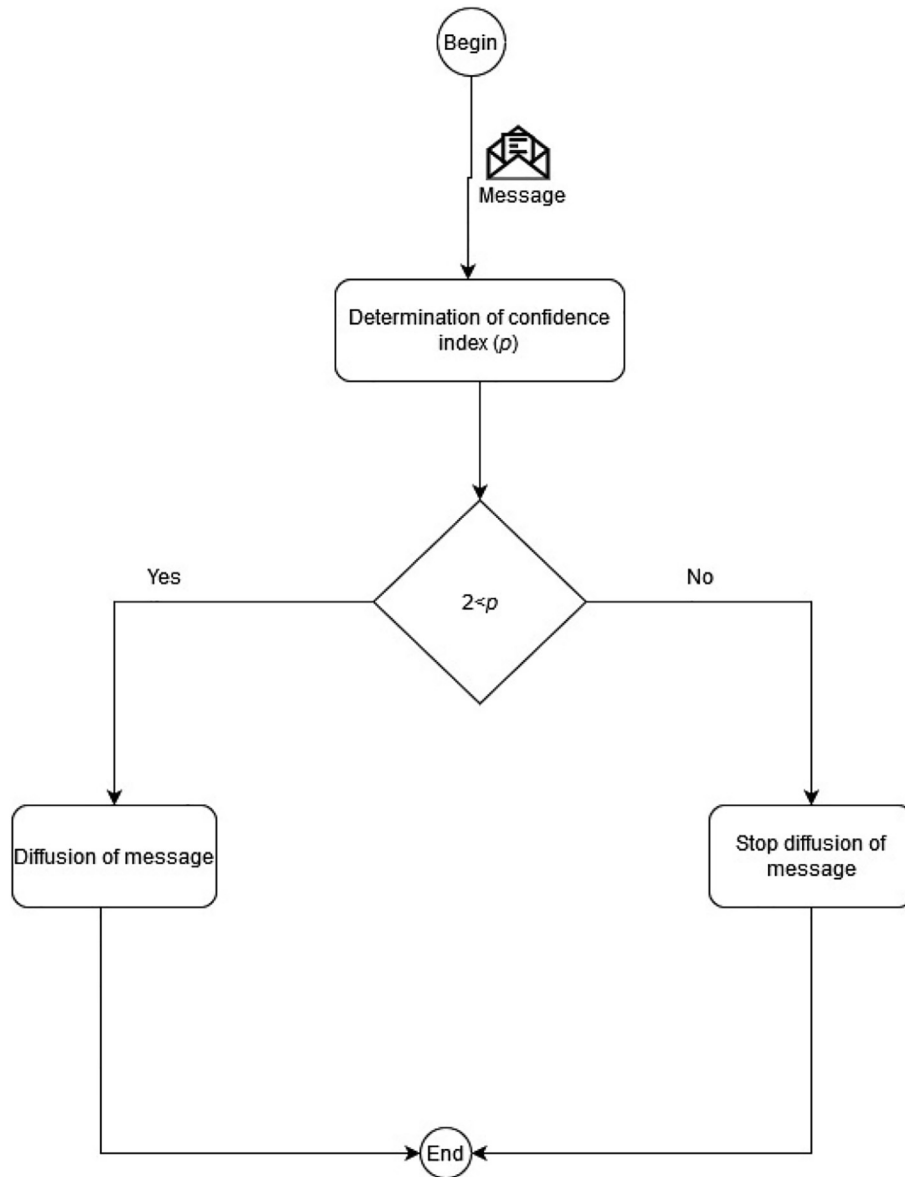 Begin
Message
Determination of confidence
index (p)
Yes
No
2<p
Diffusion of message
Stop diffusion of
message
End